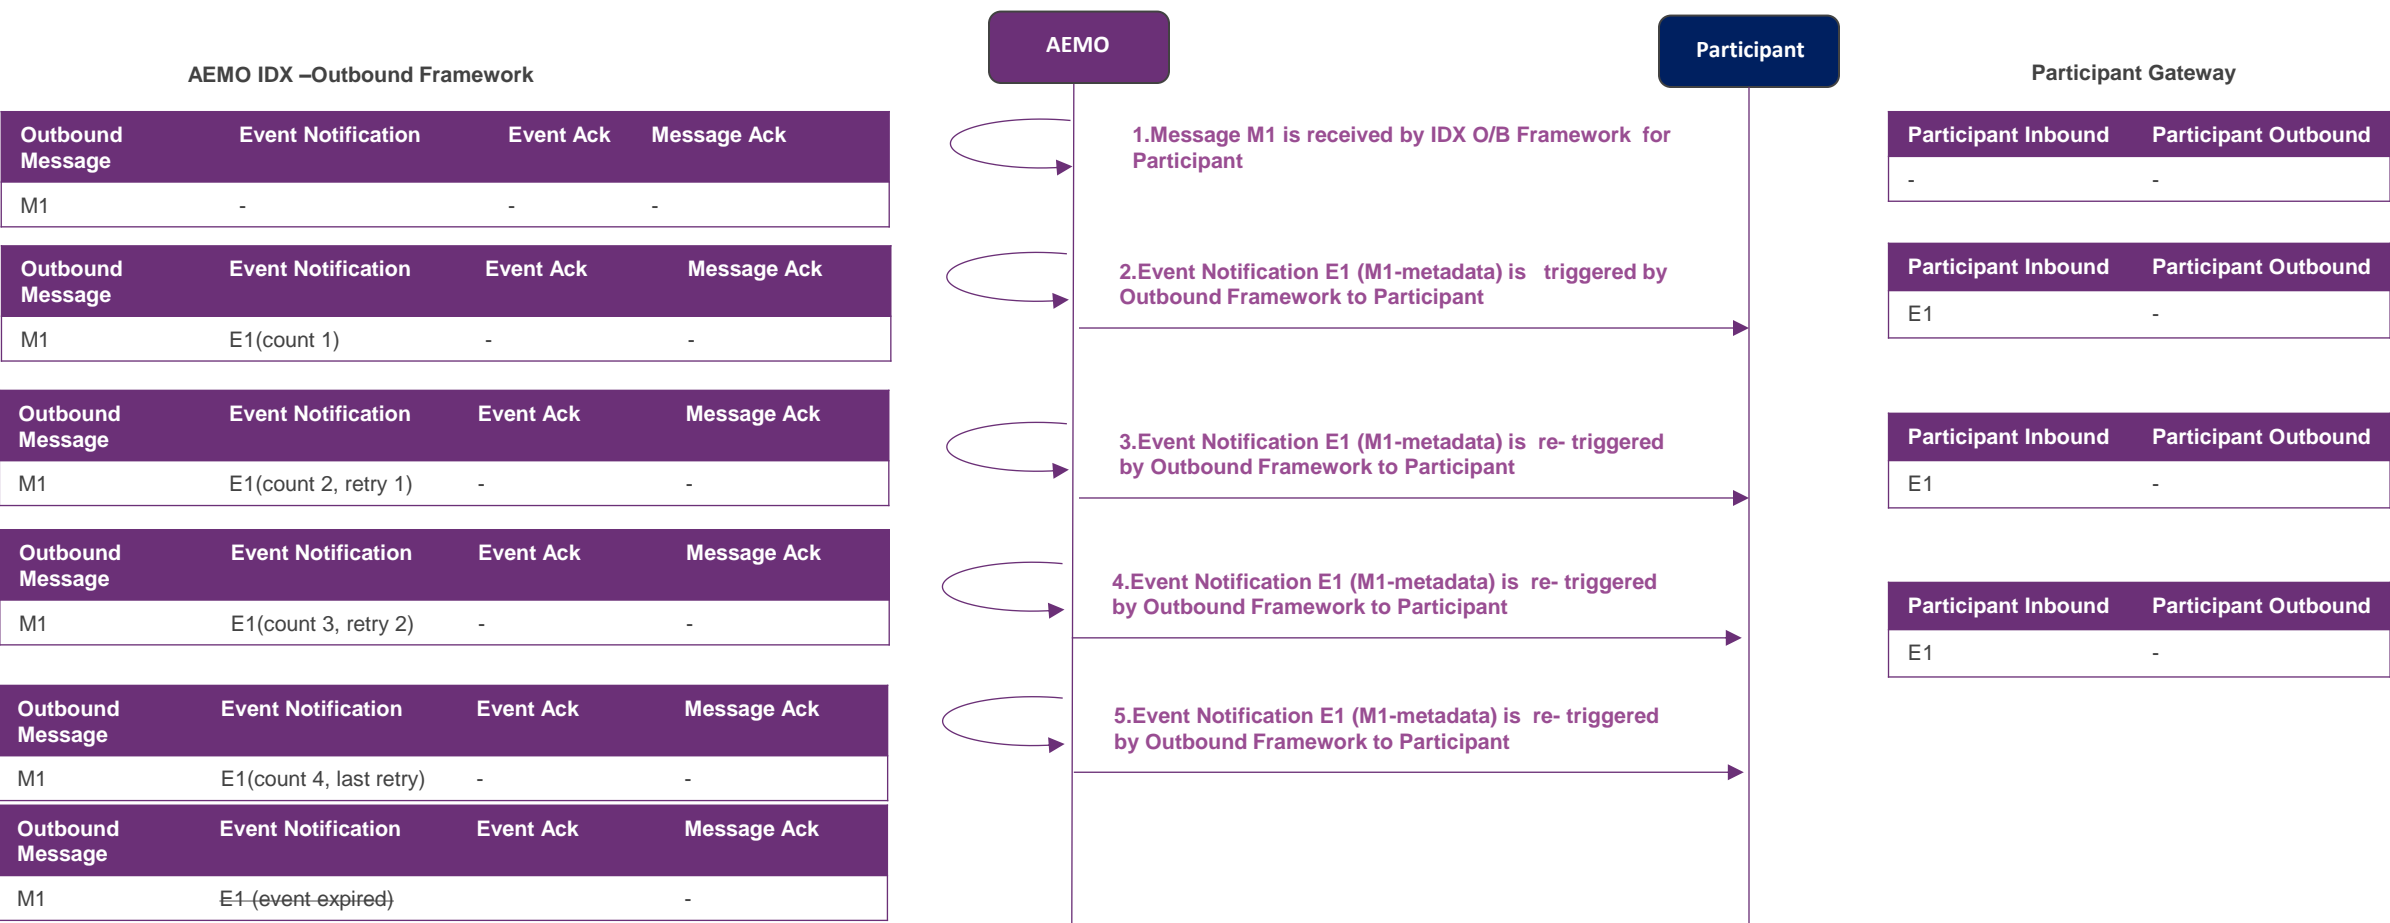 AEMO
Participant
AEMO IDX –Outbound Framework
Participant Gateway
Outbound Message Event Notification Event Ack Message Ack
M1 - - -
1.Message M1 is received by IDX O/B Framework for
Participant
Participant Inbound Participant Outbound
- -
Outbound Message Event Notification Event Ack Message Ack
M1 E1(count 1) - -
2.Event Notification E1 (M1-metadata) is triggered by
Outbound Framework to Participant
Participant Inbound Participant Outbound
E1 -
Outbound Message Event Notification Event Ack Message Ack
M1 E1(count 2, retry 1) - -
3.Event Notification E1 (M1-metadata) is re- triggered
by Outbound Framework to Participant
Participant Inbound Participant Outbound
E1 -
Outbound Message Event Notification Event Ack Message Ack
M1 E1(count 3, retry 2) - -
4.Event Notification E1 (M1-metadata) is re- triggered
by Outbound Framework to Participant
Participant Inbound Participant Outbound
E1 -
Outbound Message Event Notification Event Ack Message Ack
M1 E1(count 4, last retry) - -
5.Event Notification E1 (M1-metadata) is re- triggered
by Outbound Framework to Participant
Outbound Message Event Notification Event Ack Message Ack
M1 E1 (event expired) -